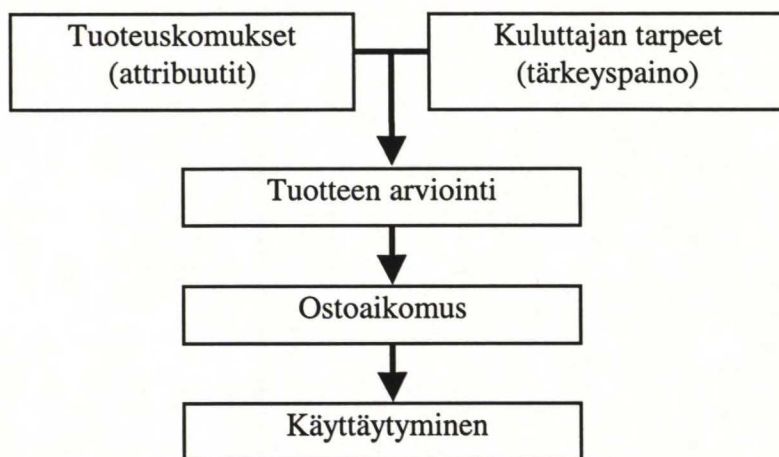 Tuoteuskomukset
(attribuutit)
Kuluttajan tarpeet
(tärkeyspaino)
Tuotteen arviointi
Ostoaikomus
Käyttäytyminen